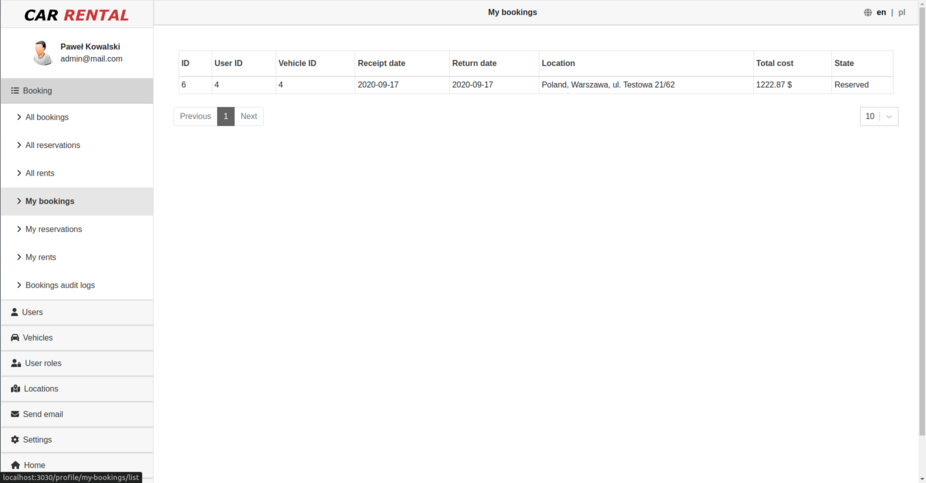 CAR RENTAL
My bookings
en | pl
Paweł Kowalski
admin@mail.com
Booking
All bookings
All reservations
All rents
My bookings
My reservations
My rents
Bookings audit logs
Users
Vehicles
User roles
Locations
Send email
Settings
Home
ID User ID Vehicle ID Receipt date Return date Location Total cost State
6 4 4 2020-09-17 2020-09-17 Poland, Warszawa, ul. Testowa 21/62 1222.87 $ Reserved
Previous 1 Next
10
localhost:3030/profile/my-bookings/list